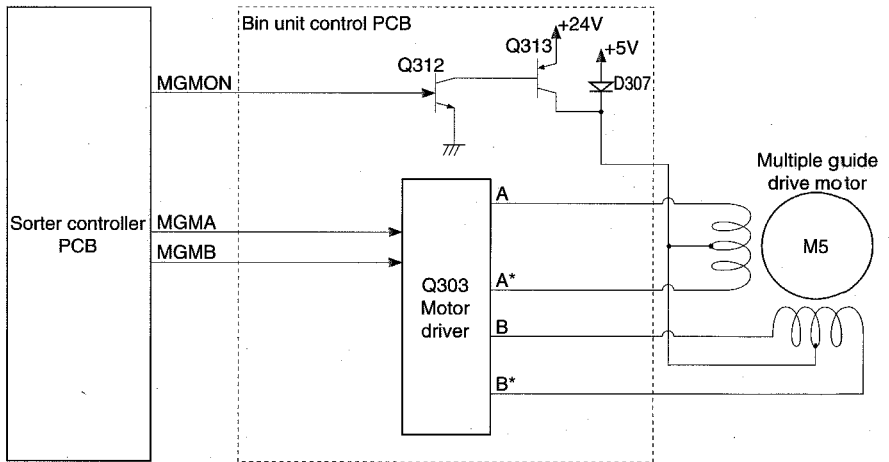 Bin unit control PCB
+24V
Q313
+5V
Q312
D307
MGMON
Multiple guide
drive motor
Sorter controller
PCB
MGMA
MGMB
A
M5
Q303
Motor
driver
A*
B
B*